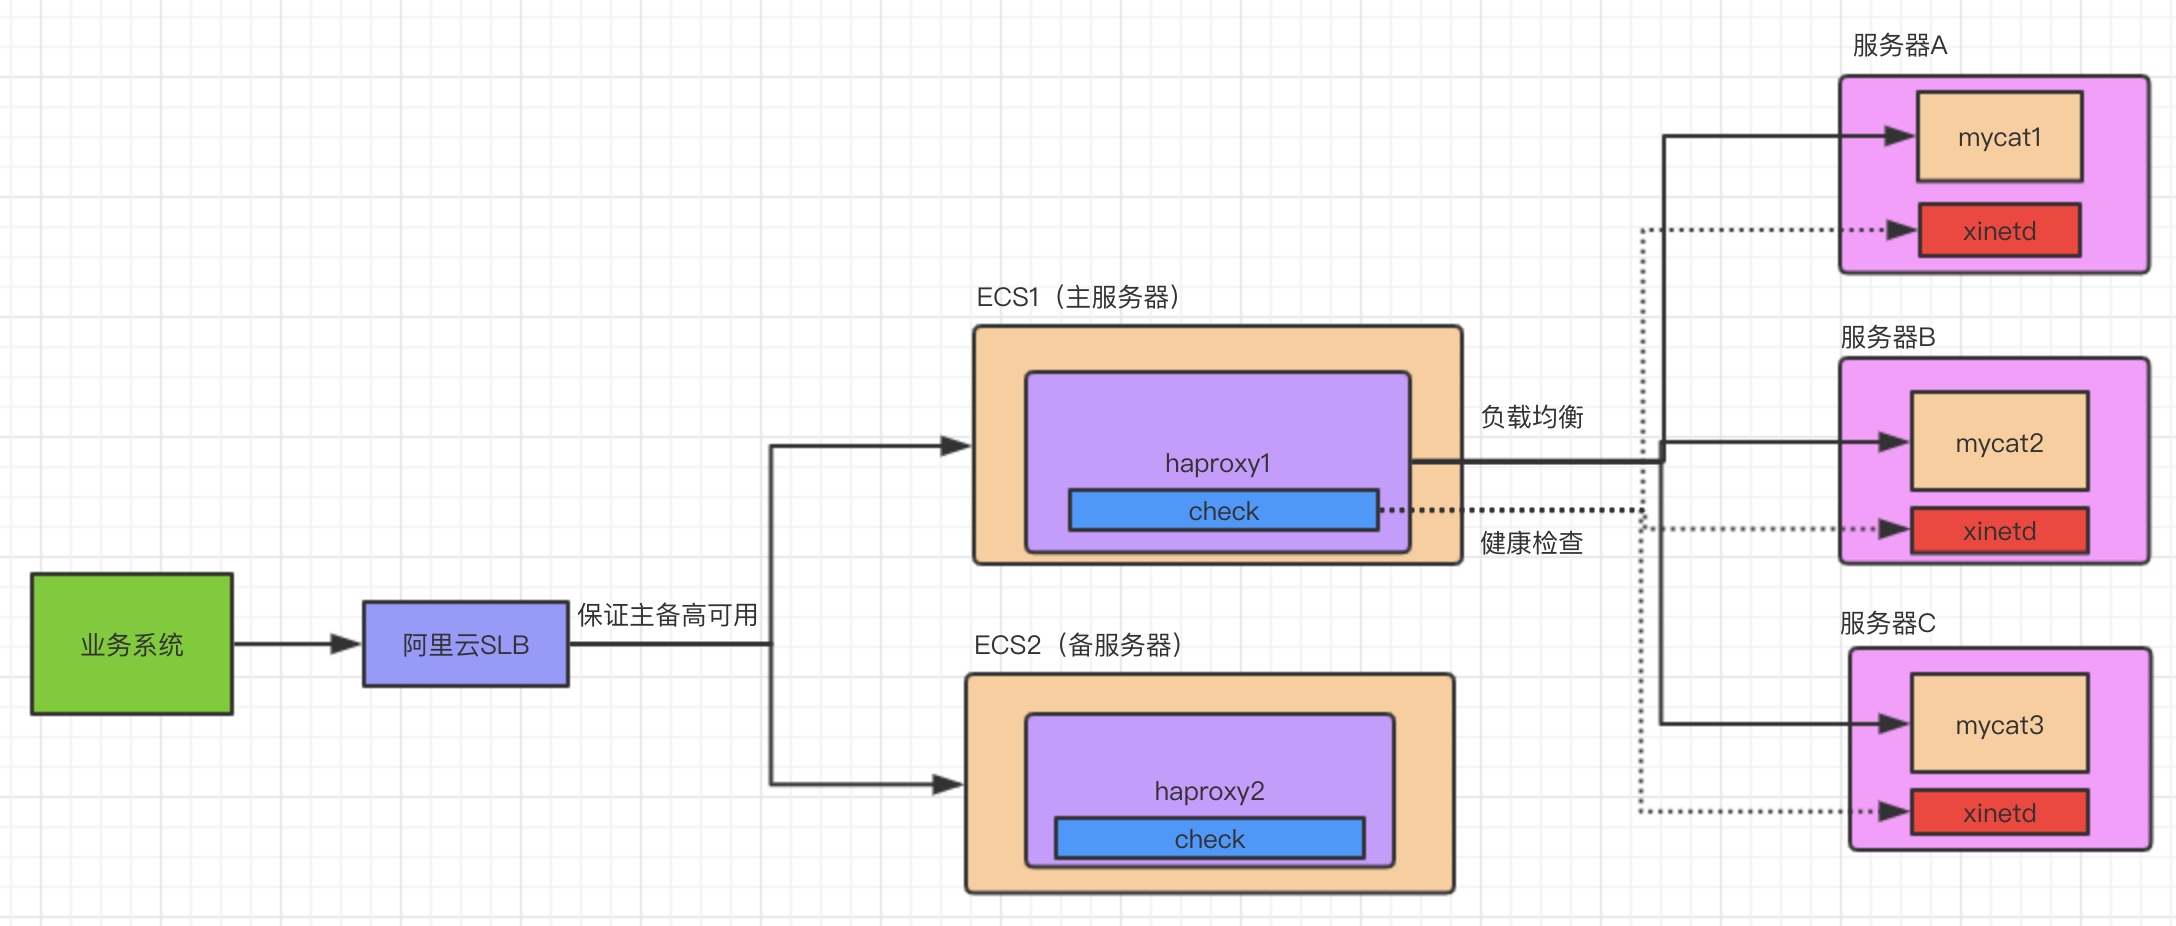 业务系统
阿里云SLB
保证主备高可用
ECS1（主服务器）
haproxy1
check
ECS2（备服务器）
haproxy2
check
负载均衡
健康检查
服务器A
mycat1
xinetd
服务器B
mycat2
xinetd
服务器C
mycat3
xinetd